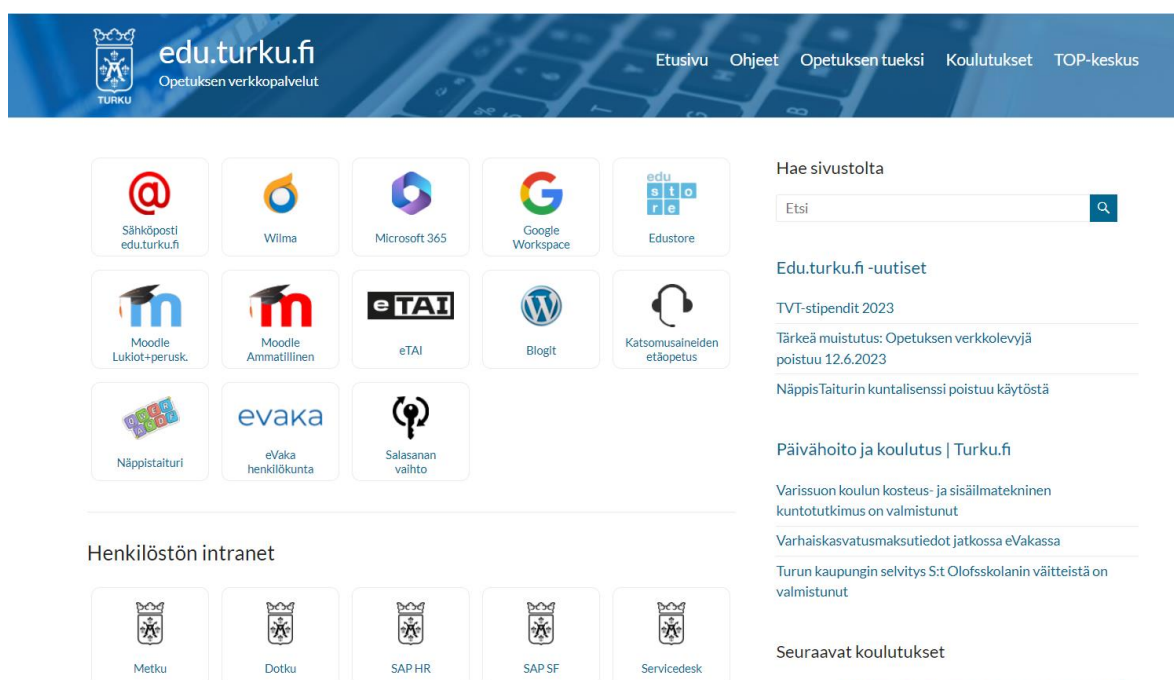 TURKU
edu.turku.fi
Opetuksen verkkopalvelut
Etusivu Ohjeet Opetuksen tueksi Koulutukset TOP-keskus
@
Sähköposti
edu.turku.fi
Wilma
Microsoft 365
G
Google
Workspace
edu
sto
re
Edustore
m
Moodle
Lukiot+perusk.
m
Moodle
Ammatillinen
eTAI
eTAI
W
Blogit
Katsomusaineiden
etäopetus
Näppistaituri
evaka
eVaka
henkilökunta
Salasanan
vaihto
Henkilöstön intranet
Metku
Dotku
SAP HR
SAP SF
Servicedesk
Hae sivustolta
Etsi
Edu.turku.fi -uutiset
TVT-stipendit 2023
Tärkeä muistutus: Opetuksen verkkolevyjä
poistuu 12.6.2023
NäppisTaiturin kuntalisenssi poistuu käytöstä
Päivähoito ja koulutus | Turku.fi
Varissuon koulun kosteus- ja sisäilmatekninen
kuntotutkimus on valmistunut
Varhaiskasvatusmaksutiedot jatkossa eVakassa
Turun kaupungin selvitys S:t Olofsskolanin väitteistä on
valmistunut
Seuraavat koulutukset